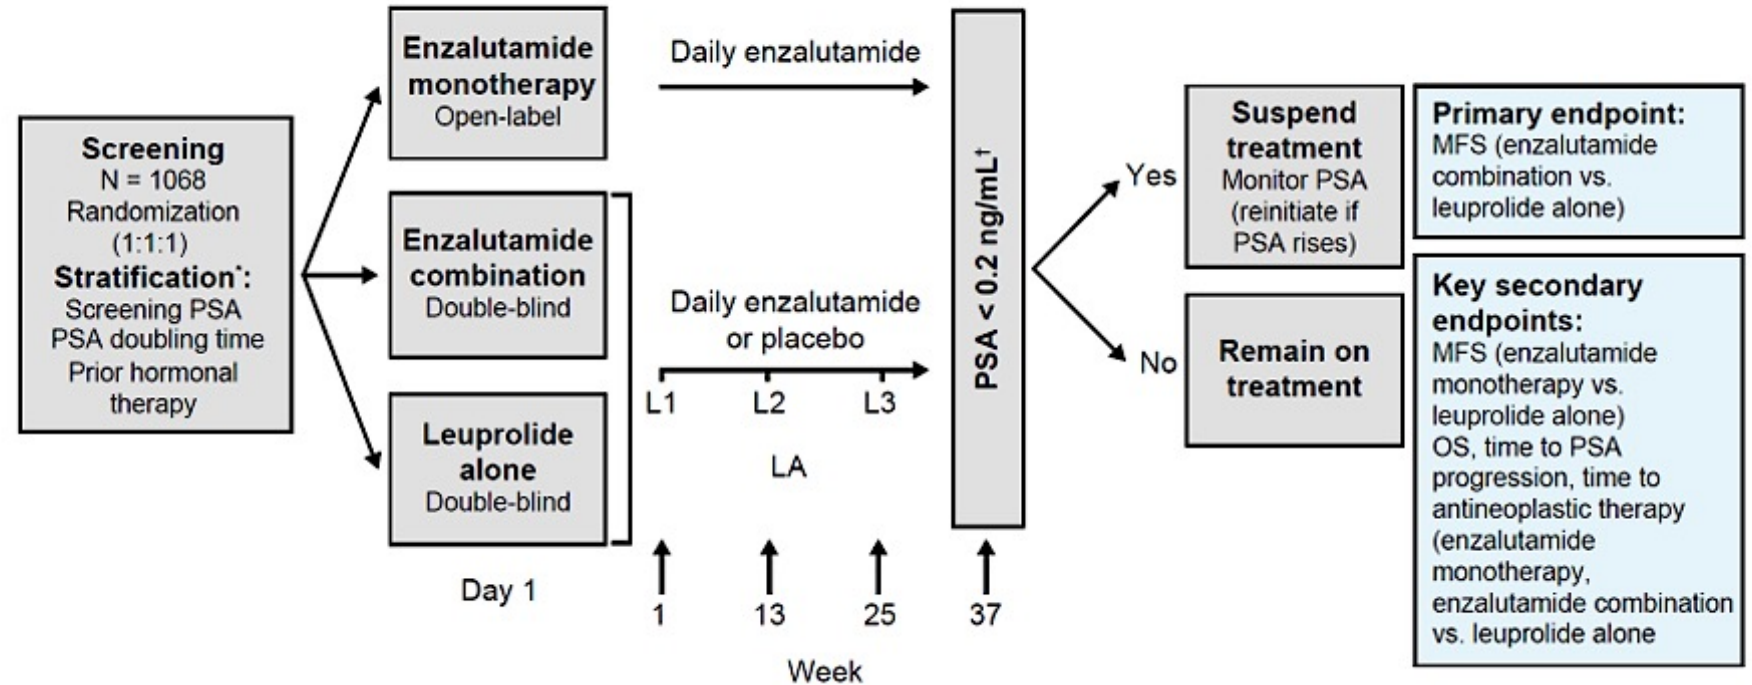 Screening
N = 1068
Randomization
(1:1:1)
Stratification*:
Screening PSA
PSA doubling time
Prior hormonal
therapy
Enzalutamide
monotherapy
Open-label
Enzalutamide
combination
Double-blind
Leuprolide
alone
Double-blind
Day 1
Daily enzalutamide
Daily enzalutamide
or placebo
L1 L2 L3
LA
1 13 25 37
Week
PSA < 0.2 ng/mL†
Yes
No
Suspend
treatment
Monitor PSA
(reinitiate if
PSA rises)
Remain on
treatment
Primary endpoint:
MFS (enzalutamide
combination vs.
leuprolide alone)
Key secondary
endpoints:
MFS (enzalutamide
monotherapy vs.
leuprolide alone)
OS, time to PSA
progression, time to
antineoplastic therapy
(enzalutamide
monotherapy,
enzalutamide combination
vs. leuprolide alone